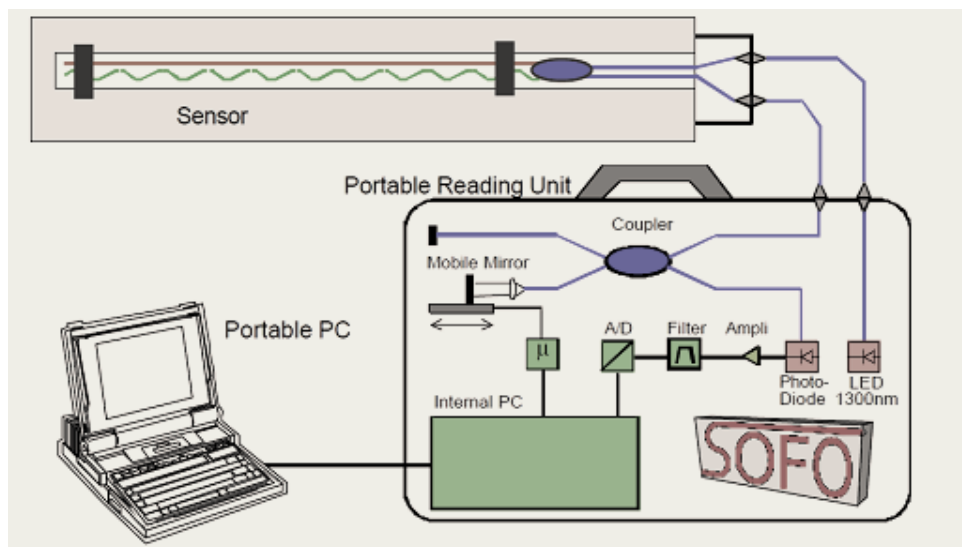 Sensor
Portable Reading Unit
Coupler
Mobile Mirror
Portable PC
A/D
Filter
Ampli
µ
Photo-
Diode
LED
1300nm
Internal PC
SOFO